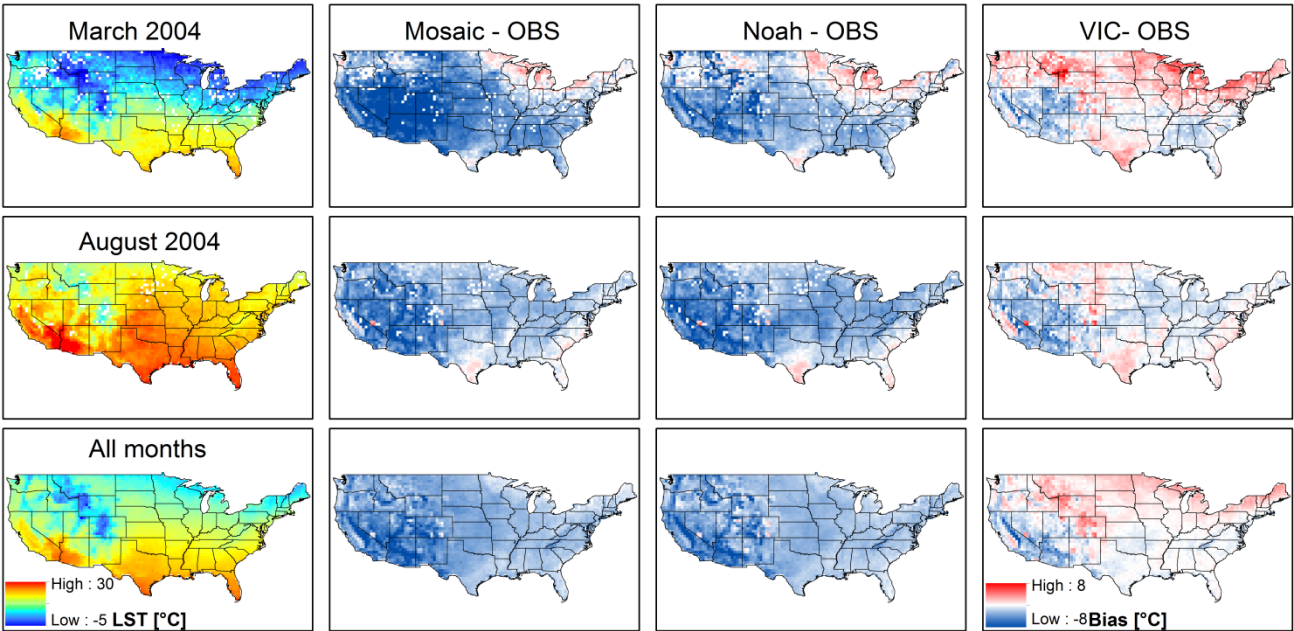 March 2004
Mosaic - OBS
Noah - OBS
VIC- OBS
August 2004
All months
High : 30
Low : -5 LST [°C]
High : 8
Low : -8 Bias [°C]